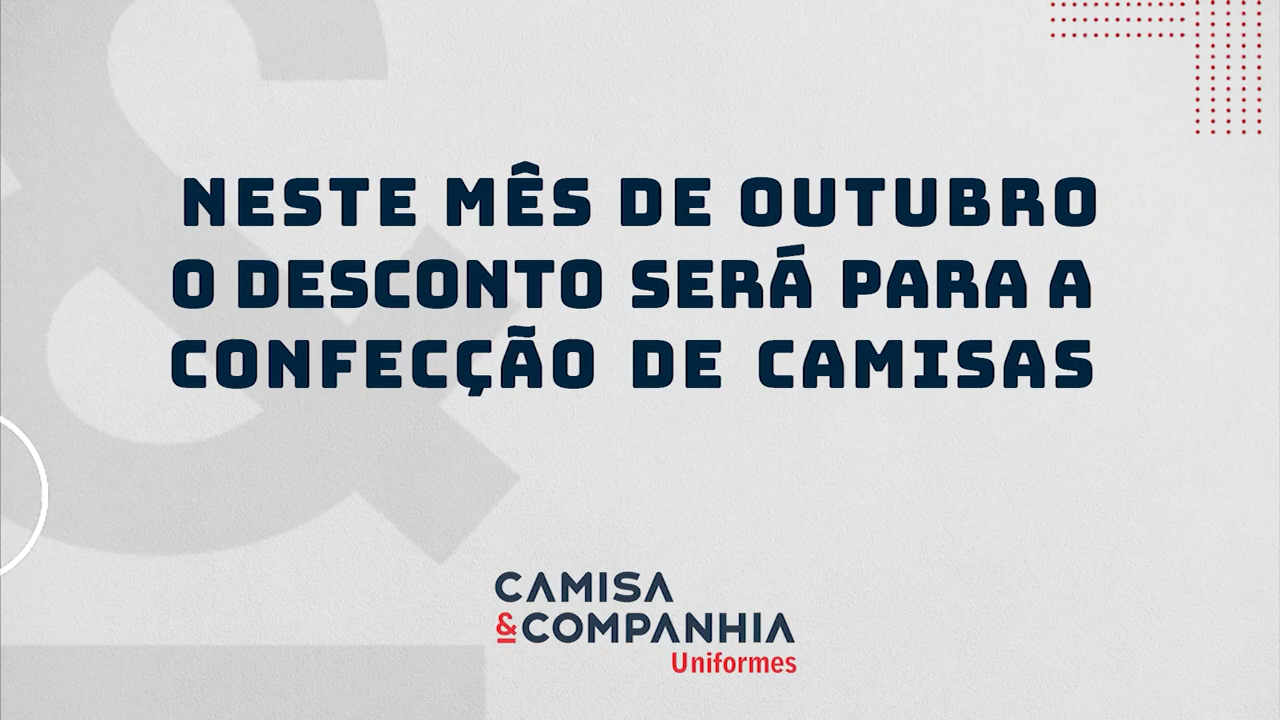 NESTE MÊS DE OUTUBRO
O DESCONTO SERÁ PARA A
CONFECÇÃO DE CAMISAS
CAMISA
&COMPANHIA
Uniformes